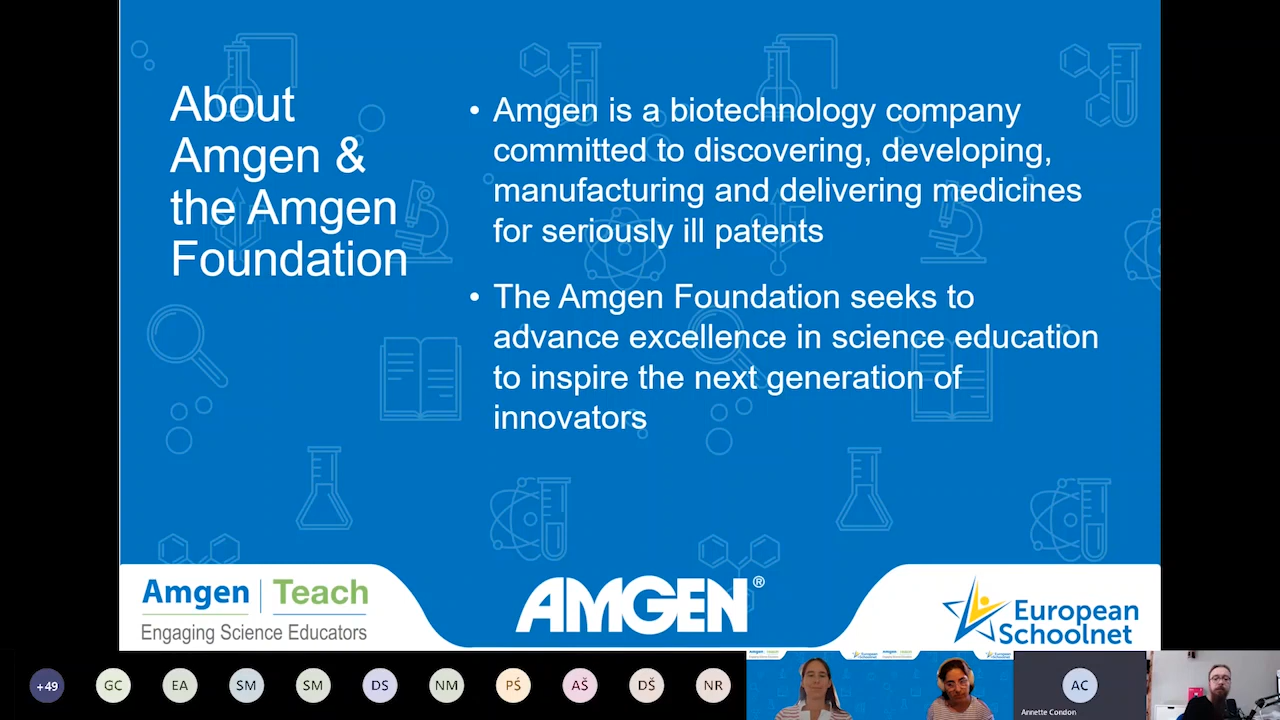 About
Amgen &
the Amgen
Foundation
• Amgen is a biotechnology company
committed to discovering, developing,
manufacturing and delivering medicines
for seriously ill patents
• The Amgen Foundation seeks to
advance excellence in science education
to inspire the next generation of
innovators
Amgen | Teach
Engaging Science Educators
AMGEN®
European
Schoolnet
+49
GC
EA
SM
SM
DS
NM
PŚ
AŠ
DŠ
NR
AC
Annette Condon